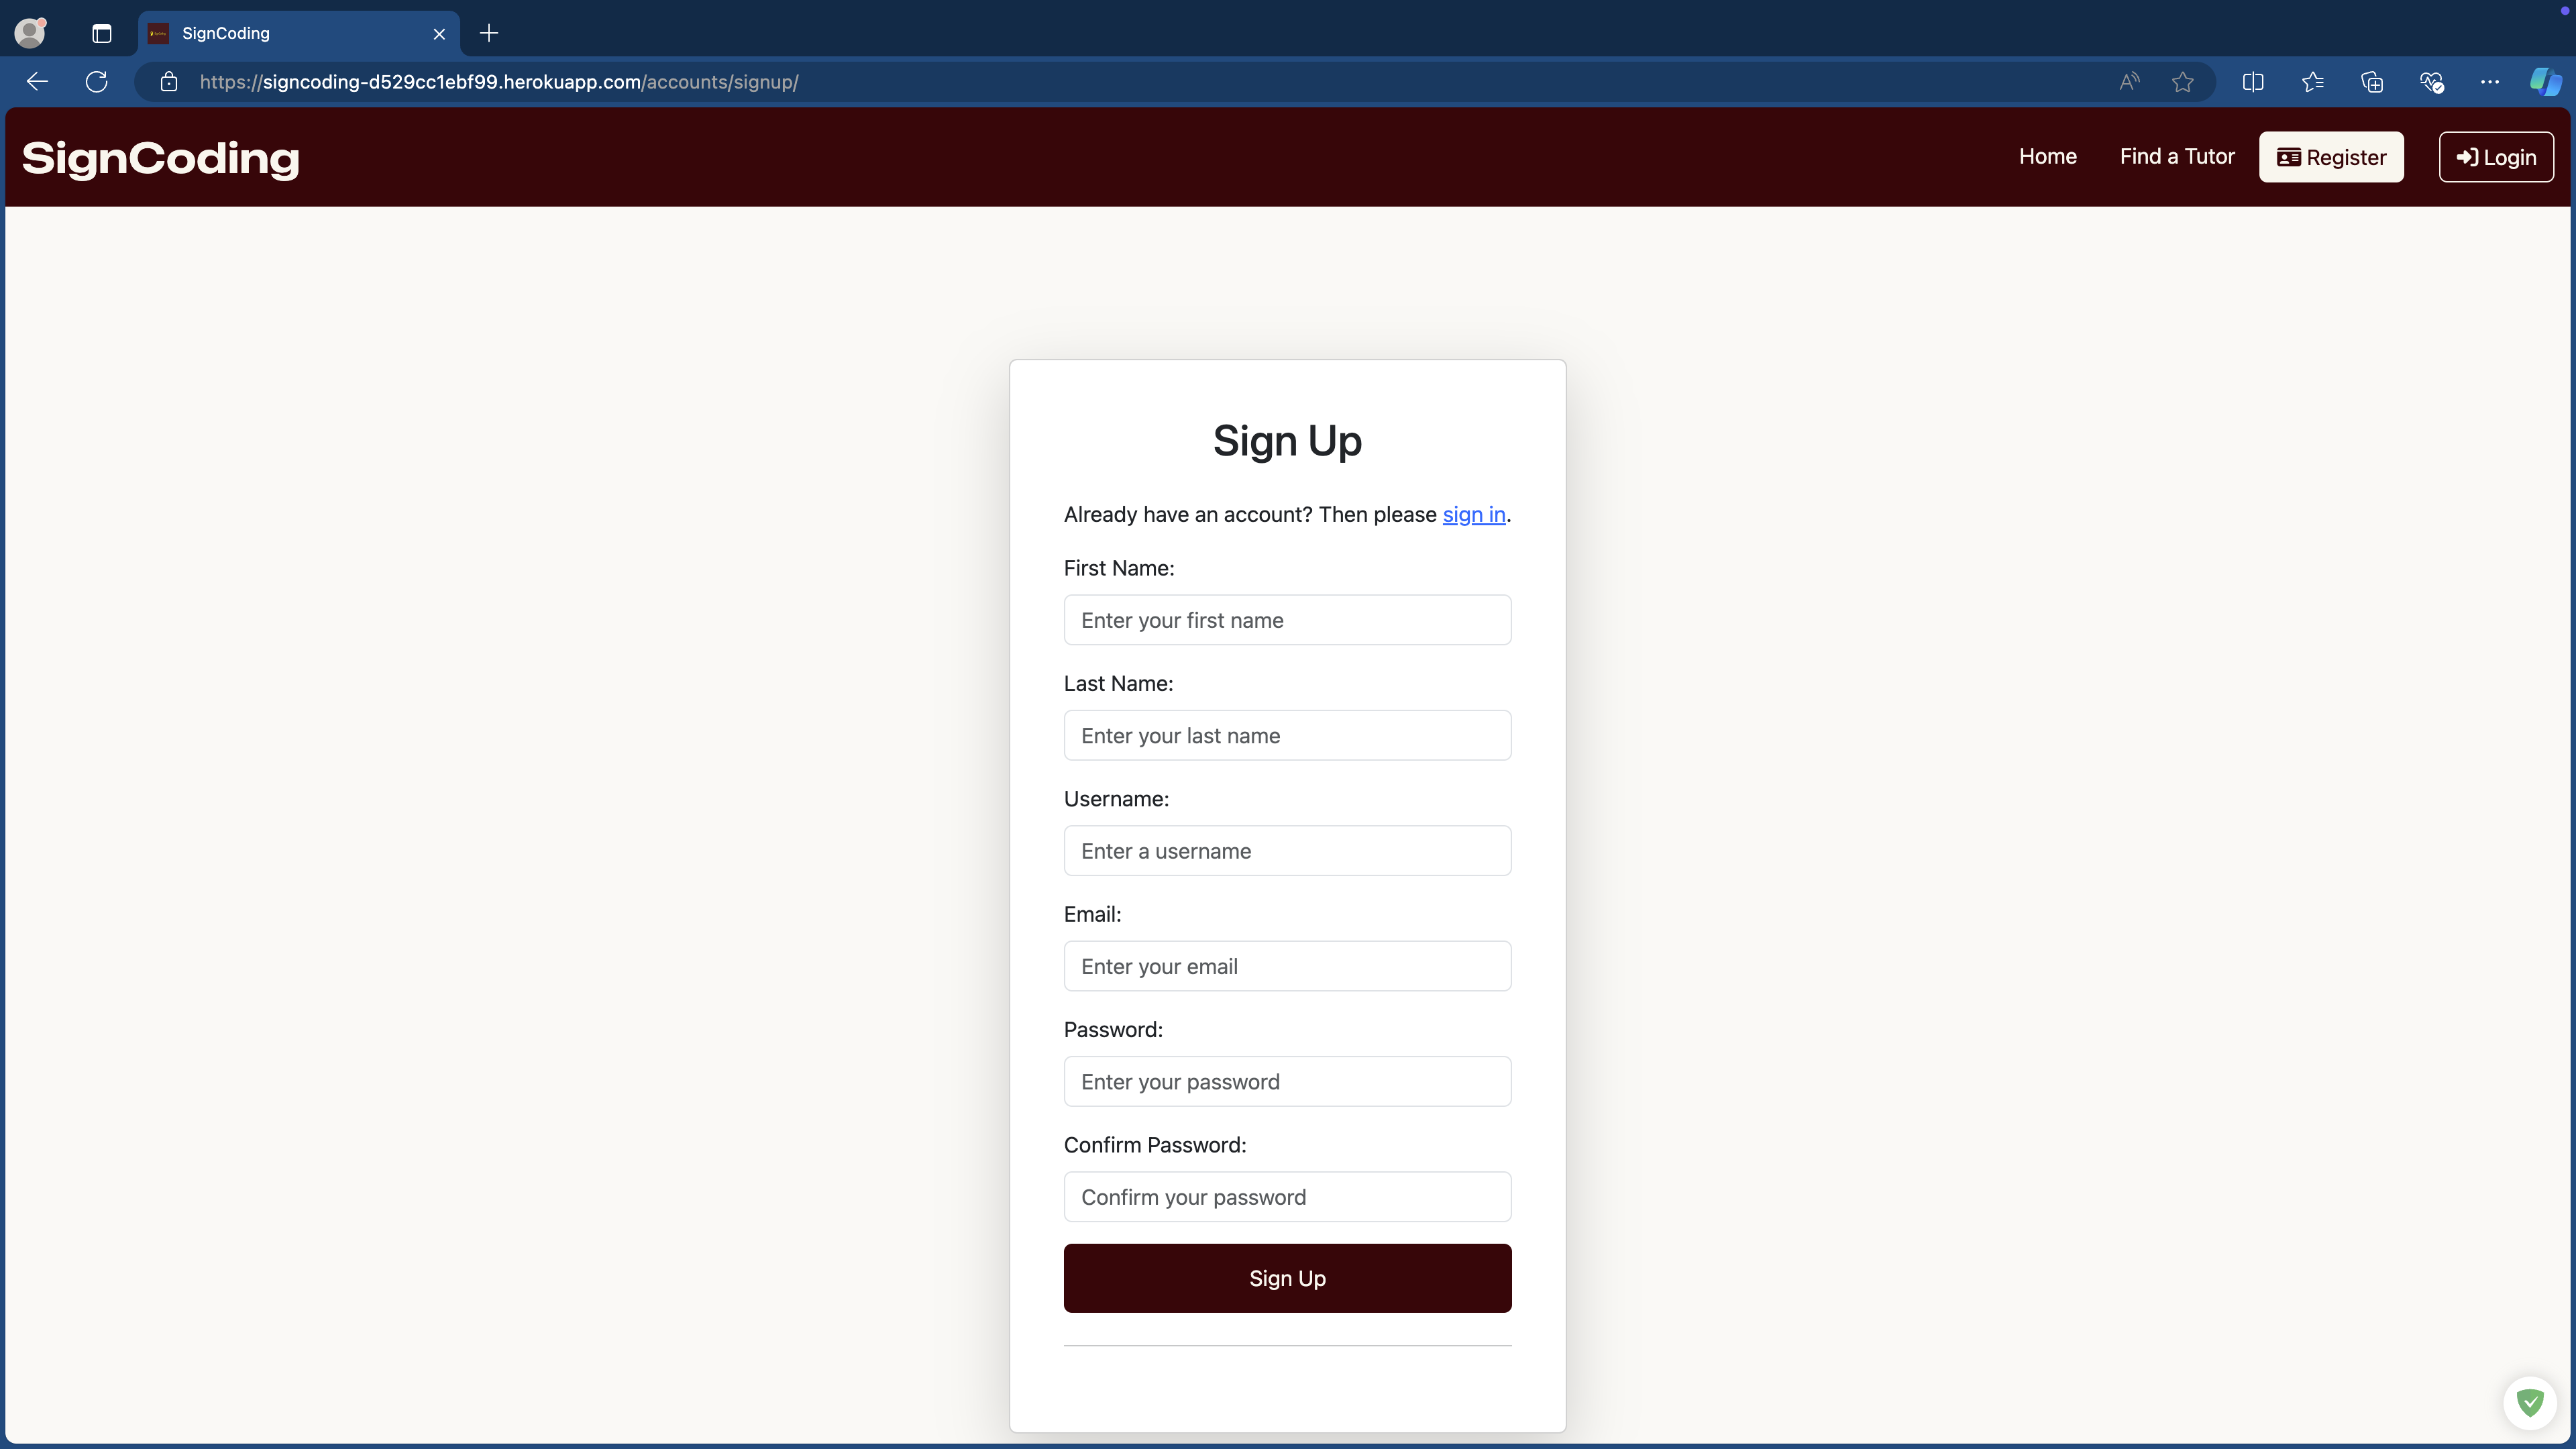 SignCoding
https://signcoding-d529cc1ebf99.herokuapp.com/accounts/signup/
SignCoding
Home
Find a Tutor
Register
Login
Sign Up
Already have an account? Then please sign in.
First Name:
Enter your first name
Last Name:
Enter your last name
Username:
Enter a username
Email:
Enter your email
Password:
Enter your password
Confirm Password:
Confirm your password
Sign Up